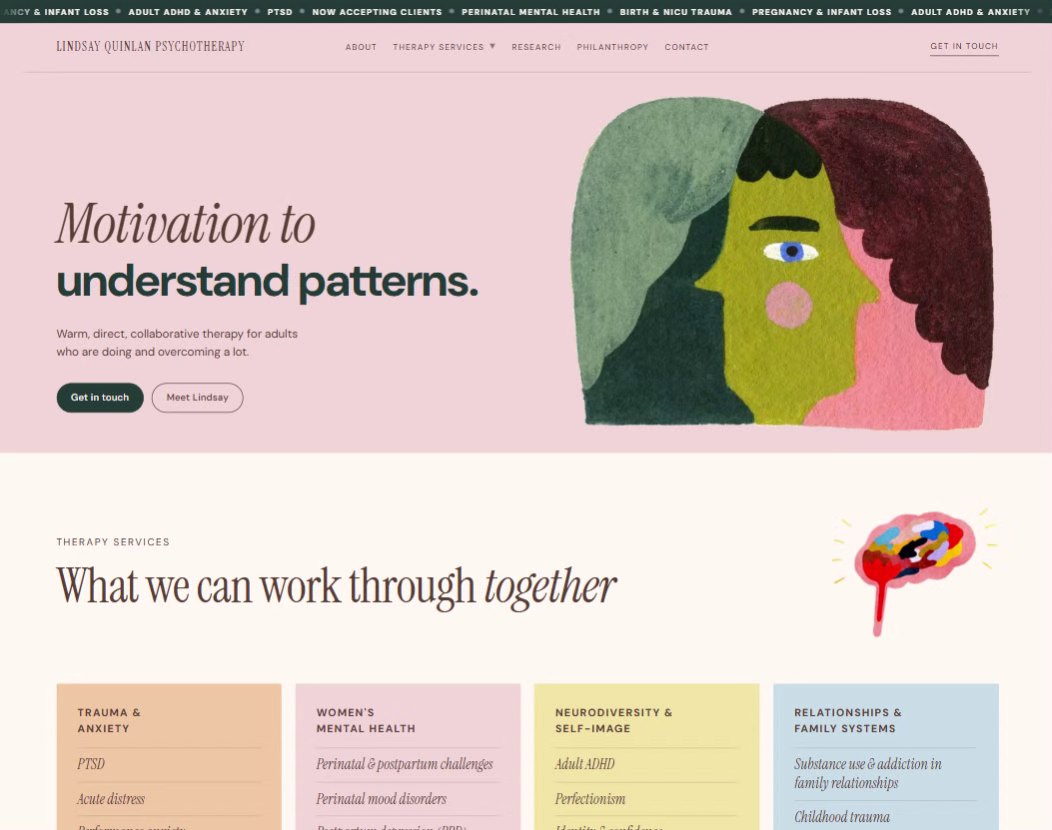 & INFANT LOSS * ADULT ADHD & ANXIETY * PTSD * NOW ACCEPTING CLIENTS * PERINATAL MENTAL HEALTH * BIRTH & NICU TRAUMA * PREGNANCY & INFANT LOSS * ADULT ADHD & ANXIETY *
LINDSAY QUINLAN PSYCHOTHERAPY
ABOUT THERAPY SERVICES ▼ RESEARCH PHILANTHROPY CONTACT
GET IN TOUCH
Motivation to
understand patterns.
Warm, direct, collaborative therapy for adults
who are doing and overcoming a lot.
Get in touch Meet Lindsay
THERAPY SERVICES
What we can work through together
TRAUMA &
ANXIETY
PTSD
Acute distress
WOMEN'S
MENTAL HEALTH
Perinatal & postpartum challenges
Perinatal mood disorders
NEURODIVERSITY &
SELF-IMAGE
Adult ADHD
Perfectionism
RELATIONSHIPS &
FAMILY SYSTEMS
Substance use & addiction in
family relationships
Childhood trauma